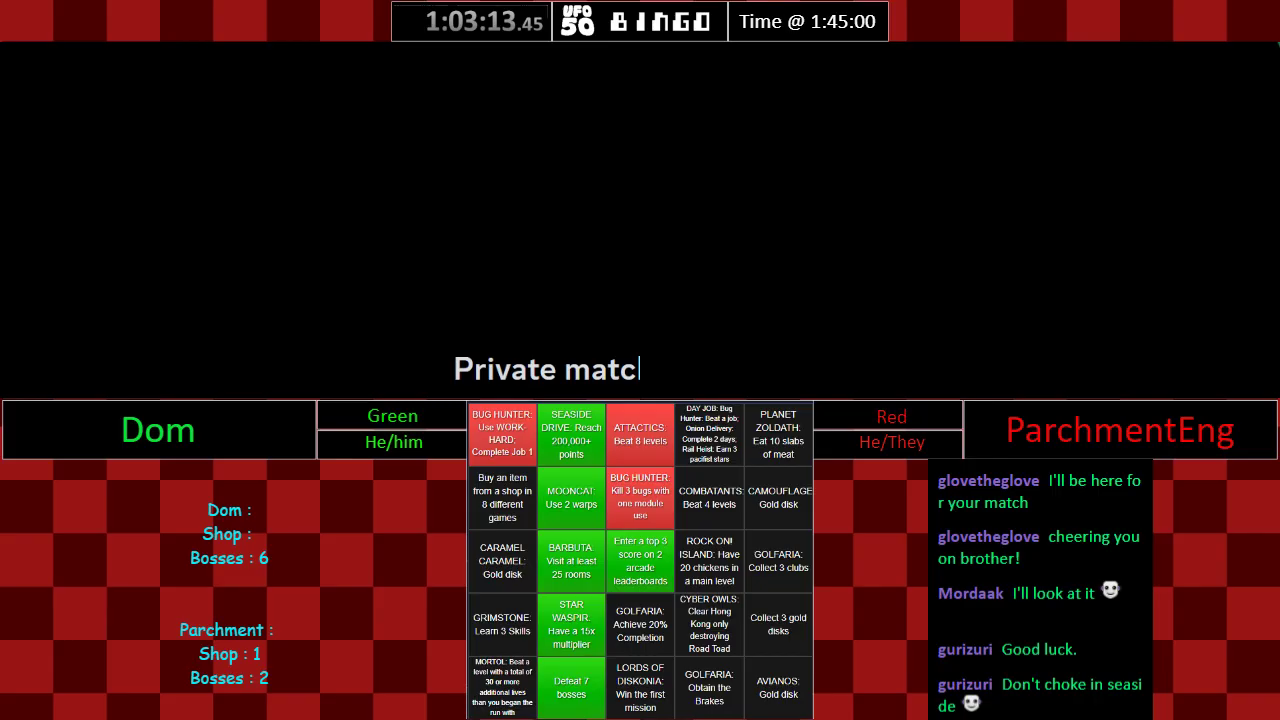 1:03:13.45
UFO 50 BINGO
Time @ 1:45:00
Private matc
Dom
Green
He/him
Red
He/They
ParchmentEng
BUG HUNTER:
Use WORK-
HARD;
Complete Job 1
SEASIDE
DRIVE: Reach
200,000+
points
ATTACTICS:
Beat 8 levels
DAY JOB: Bug
Hunter: Beat a job;
Onion Delivery:
Complete 2 days;
Rail Heist: Earn 3
pacifist stars
PLANET
ZOLDATH:
Eat 10 slabs
of meat
Buy an item
from a shop in
8 different
games
MOONCAT:
Use 2 warps
BUG HUNTER:
Kill 3 bugs with
one module
use
COMBATANTS:
Beat 4 levels
CAMOUFLAGE:
Gold disk
CARAMEL
CARAMEL:
Gold disk
BARBUTA:
Visit at least
25 rooms
Enter a top 3
score on 2
arcade
leaderboards
ROCK ON!
ISLAND: Have
20 chickens in
a main level
GOLFARIA:
Collect 3 clubs
GRIMSTONE:
Learn 3 Skills
STAR
WASPIR:
Have a 15x
multiplier
GOLFARIA:
Achieve 20%
Completion
CYBER OWLS:
Clear Hong
Kong only
destroying
Road Toad
Collect 3 gold
disks
MORTOL: Beat a
level with a total of
30 or more
additional lives
than you began the
run with
Defeat 7
bosses
LORDS OF
DISKONIA:
Win the first
mission
GOLFARIA:
Obtain the
Brakes
AVIANOS:
Gold disk
Dom :
Shop :
Bosses : 6
Parchment :
Shop : 1
Bosses : 2
glovetheglove I'll be here fo
r your match
glovetheglove cheering you
on brother!
Mordaak I'll look at it
gurizuri Good luck.
gurizuri Don't choke in seasi
de